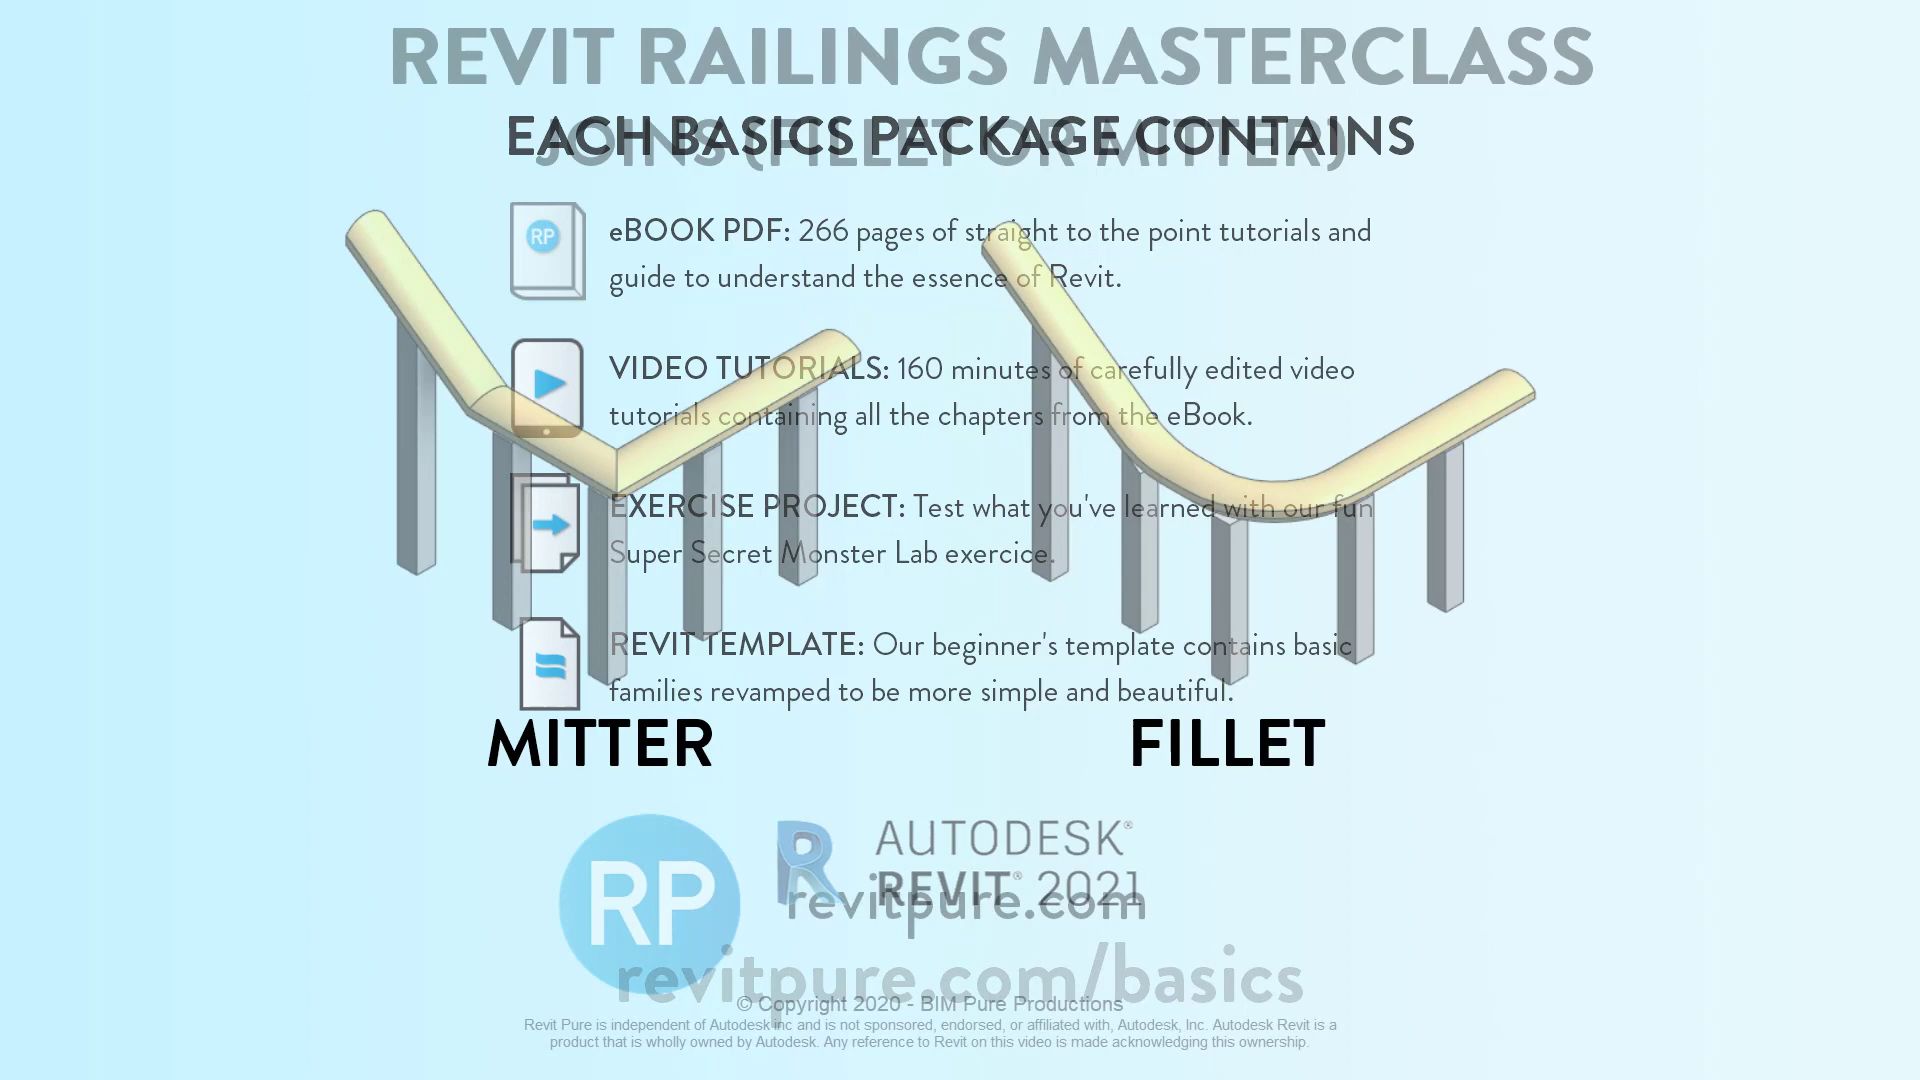 REVIT RAILINGS MASTERCLASS
EACH BASICS PACKAGE CONTAINS
JOINS (FILLET OR MITTER)
RP
eBOOK PDF: 266 pages of straight to the point tutorials and
guide to understand the essence of Revit.
VIDEO TUTORIALS: 160 minutes of carefully edited video
tutorials containing all the chapters from the eBook.
EXERCISE PROJECT: Test what you've learned with our fun
Super Secret Monster Lab exercice.
REVIT TEMPLATE: Our beginner's template contains basic
families revamped to be more simple and beautiful.
MITTER
FILLET
RP
R
AUTODESK®
REVIT® 2021
revitpure.com
revitpure.com/basics
© Copyright 2020 - BIM Pure Productions
Revit Pure is independent of Autodesk inc and is not sponsored, endorsed, or affiliated with, Autodesk, Inc. Autodesk Revit is a
product that is wholly owned by Autodesk. Any reference to Revit on this video is made acknowledging this ownership.